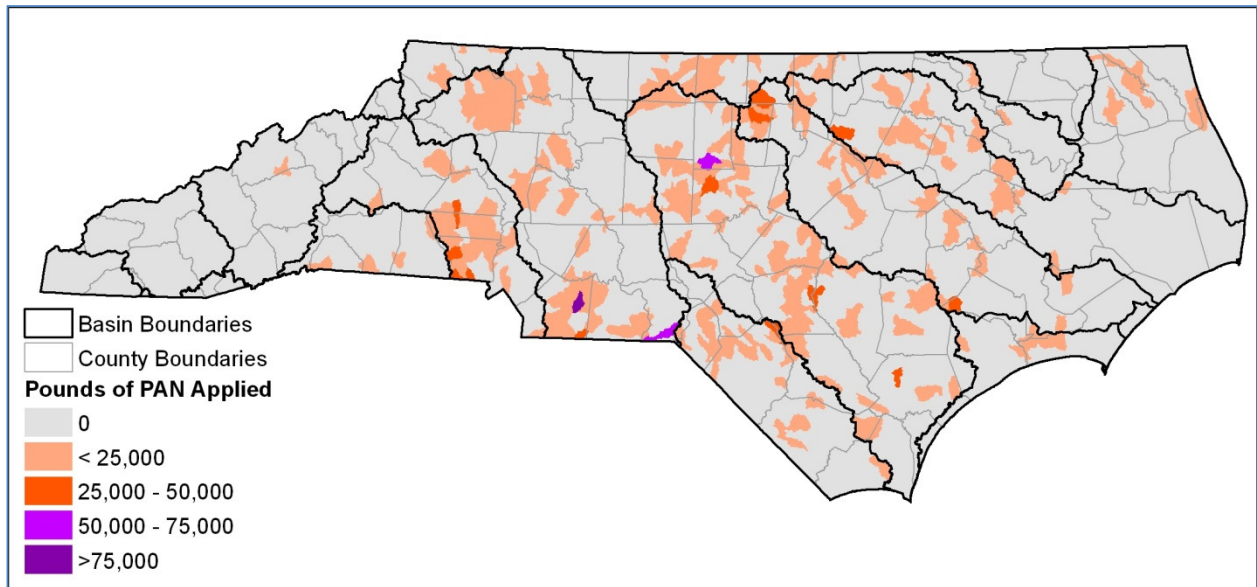 Basin Boundaries
County Boundaries
Pounds of PAN Applied
0
< 25,000
25,000 - 50,000
50,000 - 75,000
>75,000